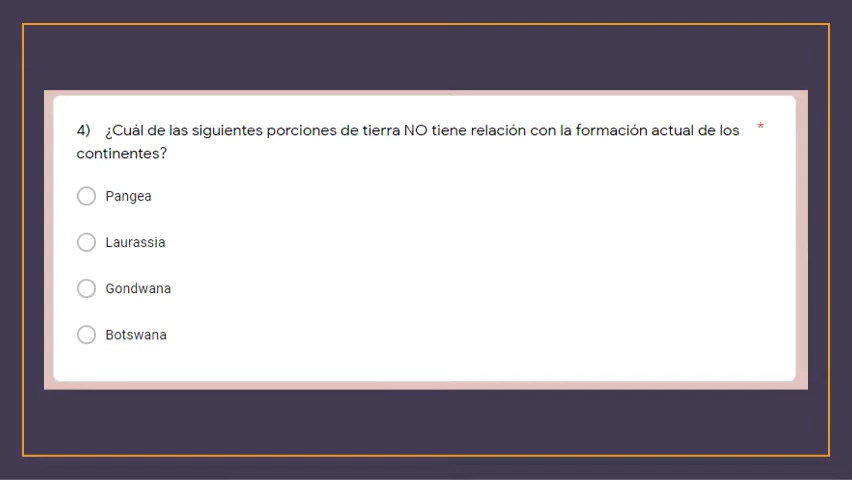 4) ¿Cuál de las siguientes porciones de tierra NO tiene relación con la formación actual de los *
continentes?
Pangea
Laurassia
Gondwana
Botswana